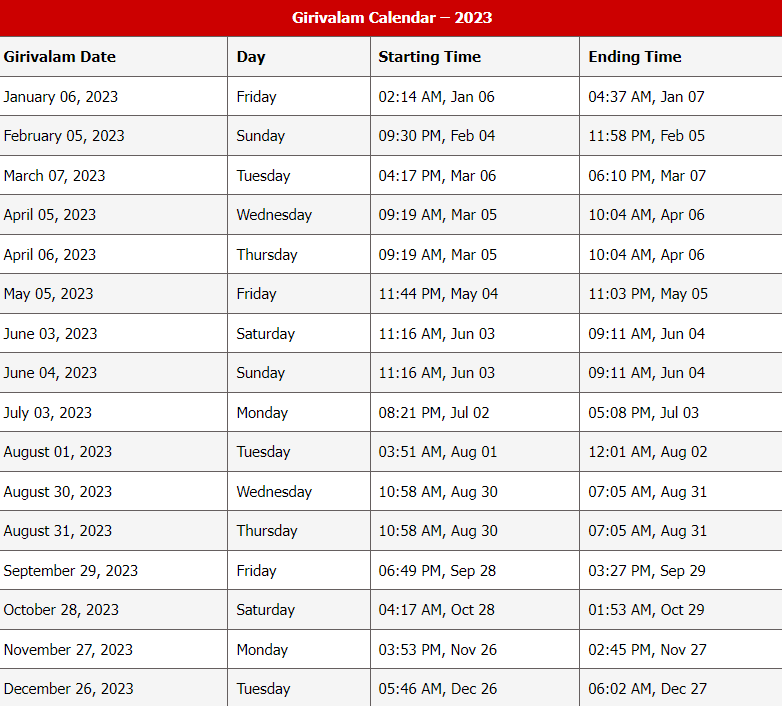 Girivalam Calendar – 2023
Girivalam Date Day Starting Time Ending Time
January 06, 2023 Friday 02:14 AM, Jan 06 04:37 AM, Jan 07
February 05, 2023 Sunday 09:30 PM, Feb 04 11:58 PM, Feb 05
March 07, 2023 Tuesday 04:17 PM, Mar 06 06:10 PM, Mar 07
April 05, 2023 Wednesday 09:19 AM, Mar 05 10:04 AM, Apr 06
April 06, 2023 Thursday 09:19 AM, Mar 05 10:04 AM, Apr 06
May 05, 2023 Friday 11:44 PM, May 04 11:03 PM, May 05
June 03, 2023 Saturday 11:16 AM, Jun 03 09:11 AM, Jun 04
June 04, 2023 Sunday 11:16 AM, Jun 03 09:11 AM, Jun 04
July 03, 2023 Monday 08:21 PM, Jul 02 05:08 PM, Jul 03
August 01, 2023 Tuesday 03:51 AM, Aug 01 12:01 AM, Aug 02
August 30, 2023 Wednesday 10:58 AM, Aug 30 07:05 AM, Aug 31
August 31, 2023 Thursday 10:58 AM, Aug 30 07:05 AM, Aug 31
September 29, 2023 Friday 06:49 PM, Sep 28 03:27 PM, Sep 29
October 28, 2023 Saturday 04:17 AM, Oct 28 01:53 AM, Oct 29
November 27, 2023 Monday 03:53 PM, Nov 26 02:45 PM, Nov 27
December 26, 2023 Tuesday 05:46 AM, Dec 26 06:02 AM, Dec 27